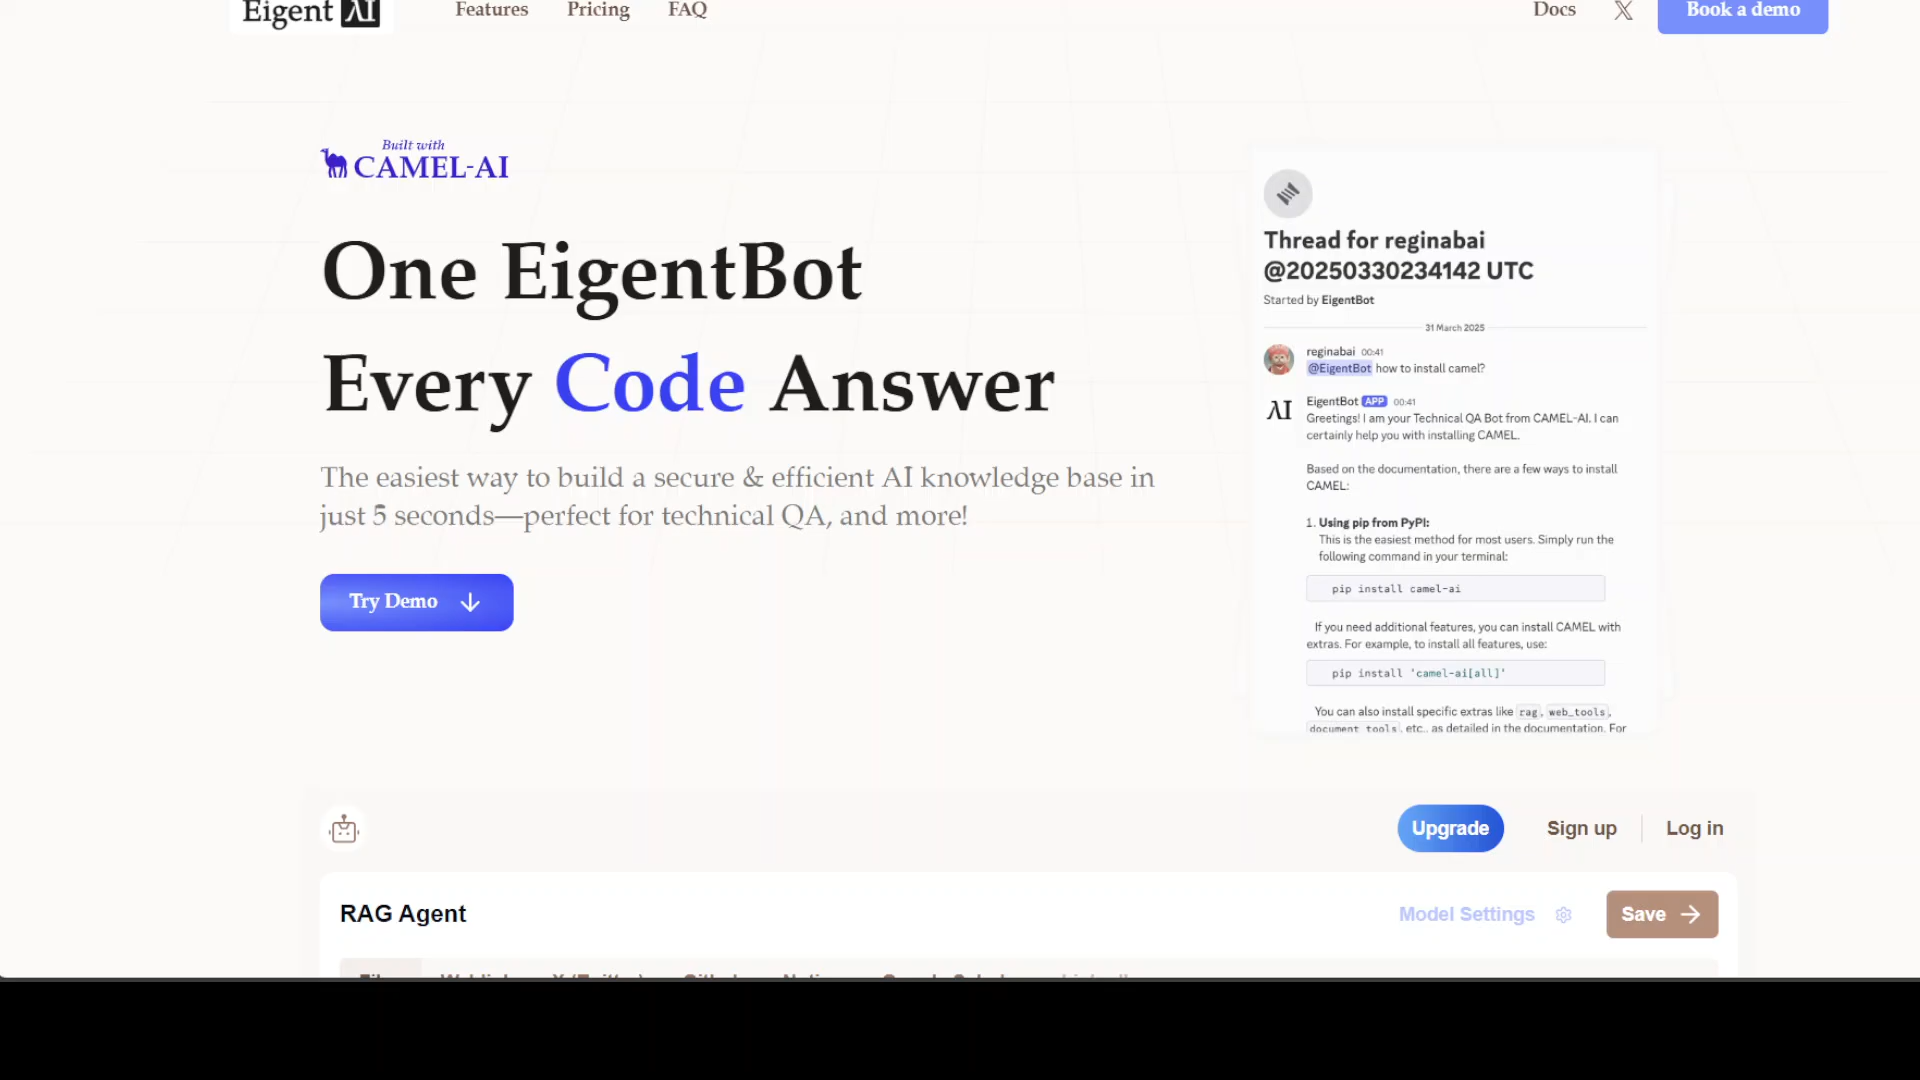 Eigent λI
Features Pricing FAQ
Docs X Book a demo
Built with
CAMEL-AI
One EigentBot
Every Code Answer
The easiest way to build a secure & efficient AI knowledge base in
just 5 seconds—perfect for technical QA, and more!
Try Demo
Thread for reginabai
@20250330234142 UTC
Started by EigentBot
31 March 2025
reginabai 00:41
@EigentBot how to install camel?
λI
EigentBot APP 00:41
Greetings! I am your Technical QA Bot from CAMEL-AI. I can
certainly help you with installing CAMEL.
Based on the documentation, there are a few ways to install
CAMEL:
1. Using pip from PyPI:
This is the easiest method for most users. Simply run the
following command in your terminal:
pip install camel-ai
If you need additional features, you can install CAMEL with
extras. For example, to install all features, use:
pip install 'camel-ai[all]'
You can also install specific extras like rag, web_tools,
document_tools, etc., as detailed in the documentation. For
Upgrade Sign up Log in
RAG Agent Model Settings Save